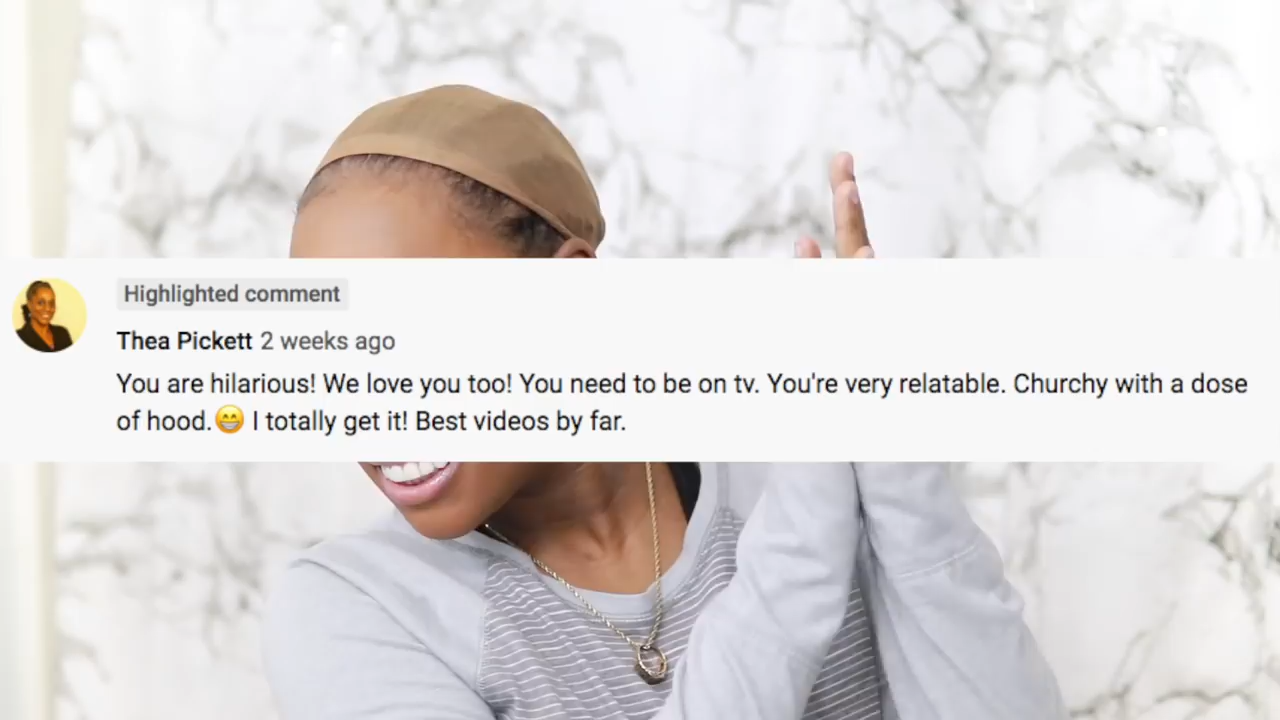 Highlighted comment
Thea Pickett 2 weeks ago
You are hilarious! We love you too! You need to be on tv. You're very relatable. Churchy with a dose
of hood.😁 I totally get it! Best videos by far.